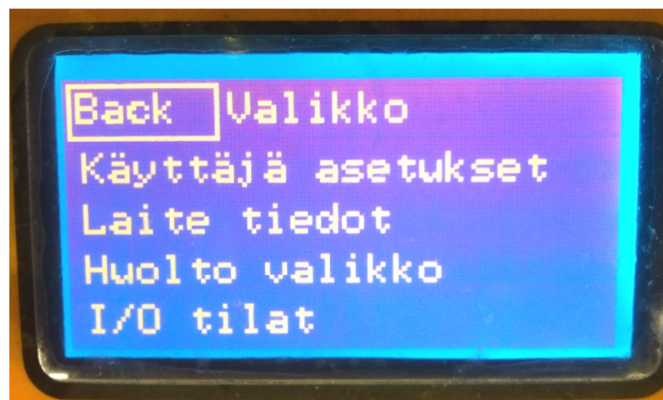 Back Valikko
Käyttäjä asetukset
Laite tiedot
Huolto valikko
I/O tilat